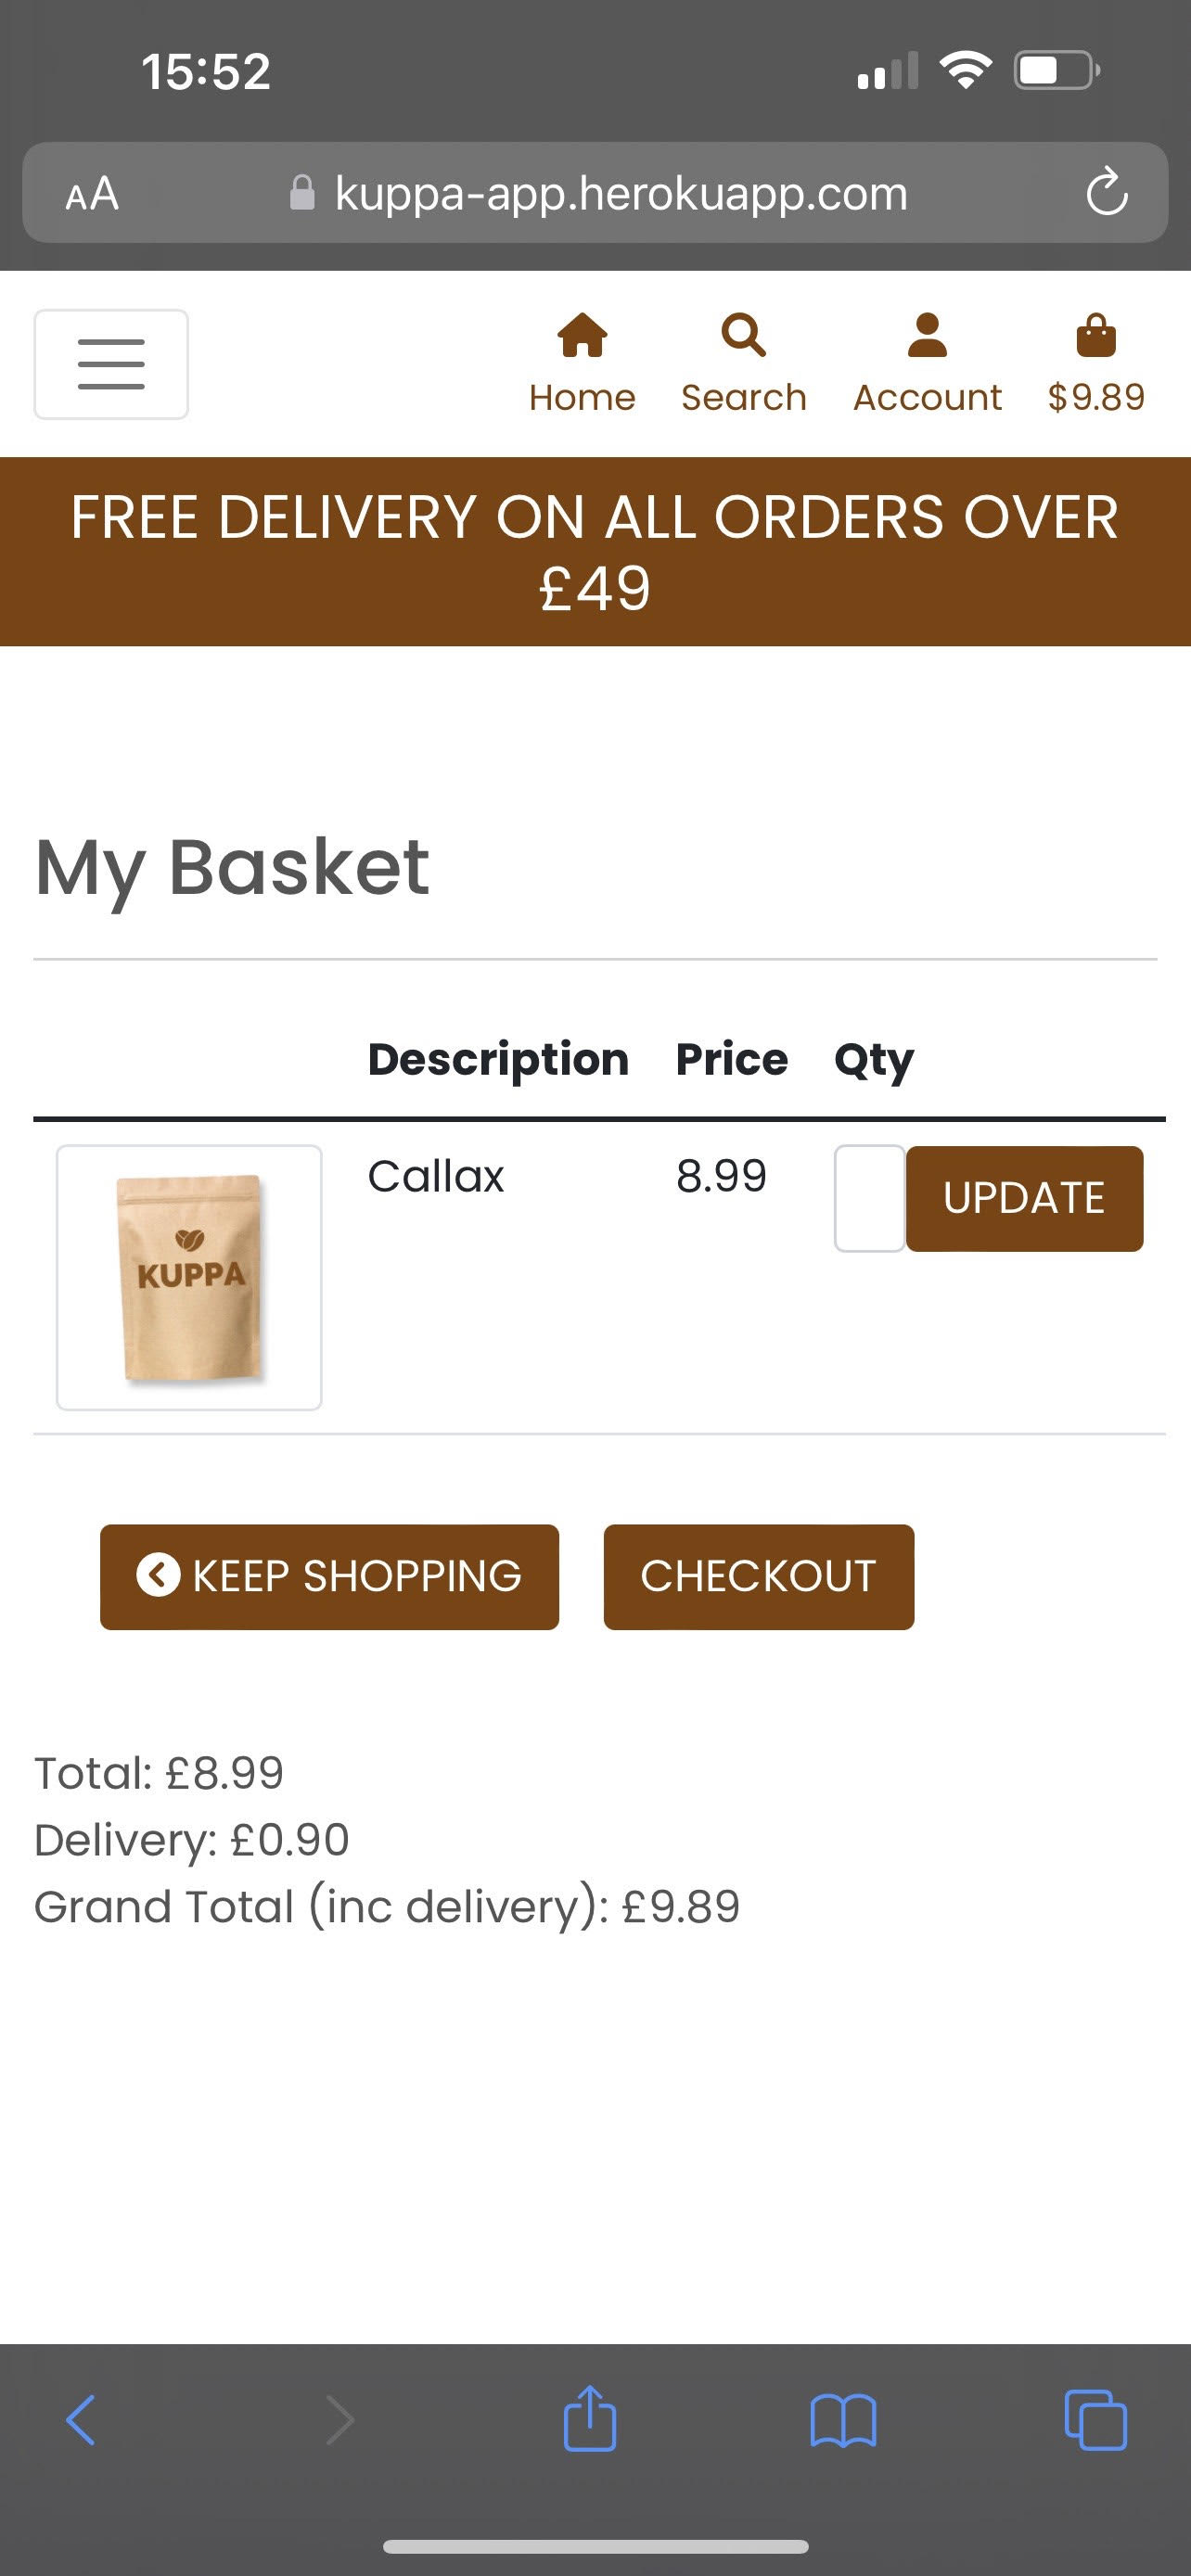 15:52
AA kuppa-app.herokuapp.com
Home Search Account $9.89
FREE DELIVERY ON ALL ORDERS OVER
£49
My Basket
Description Price Qty
Callax 8.99 UPDATE
KUPPA
KEEP SHOPPING CHECKOUT
Total: £8.99
Delivery: £0.90
Grand Total (inc delivery): £9.89